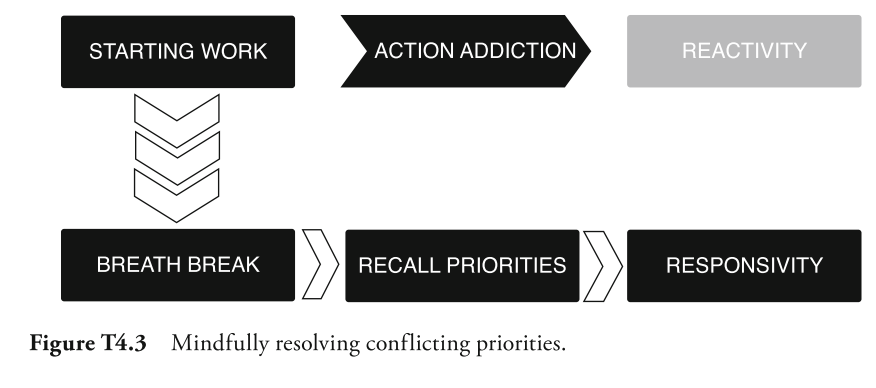 STARTING WORK
ACTION ADDICTION
REACTIVITY
BREATH BREAK
RECALL PRIORITIES
RESPONSIVITY
Figure T4.3 Mindfully resolving conflicting priorities.